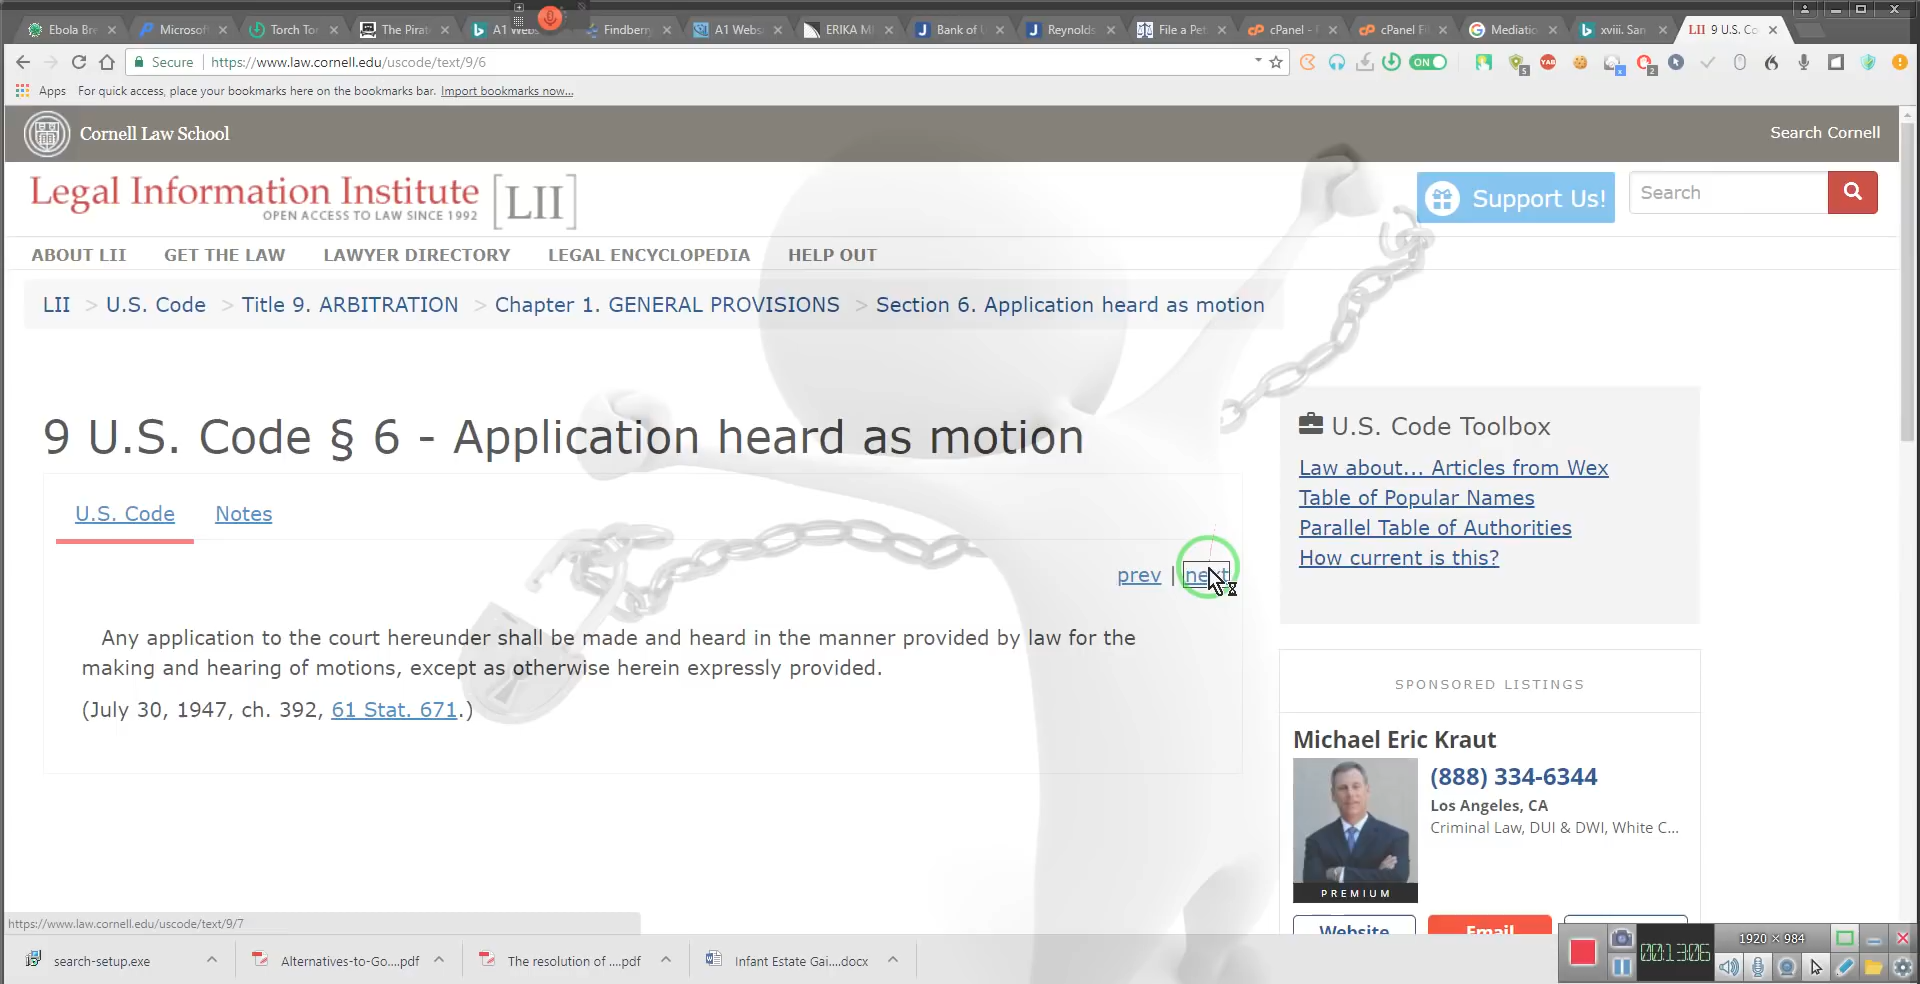 Ebola Bre
Microsof
Torch To
The Pirat
A1 Webs
Findberry
A1 Webs
ERIKA M
Bank of
Reynolds
File a Pet
cPanel -
cPanel E
Mediatio
xviii. San
LII 9 U.S. Co
Secure https://www.law.cornell.edu/uscode/text/9/6
ON
Apps For quick access, place your bookmarks here on the bookmarks bar. Import bookmarks now...
Cornell Law School
Search Cornell
Legal Information Institute [LII]
OPEN ACCESS TO LAW SINCE 1992
Support Us!
Search
ABOUT LII GET THE LAW LAWYER DIRECTORY LEGAL ENCYCLOPEDIA HELP OUT
LII > U.S. Code > Title 9. ARBITRATION > Chapter 1. GENERAL PROVISIONS > Section 6. Application heard as motion
9 U.S. Code § 6 - Application heard as motion
U.S. Code Notes
prev | next
Any application to the court hereunder shall be made and heard in the manner provided by law for the
making and hearing of motions, except as otherwise herein expressly provided.
(July 30, 1947, ch. 392, 61 Stat. 671.)
U.S. Code Toolbox
Law about... Articles from Wex
Table of Popular Names
Parallel Table of Authorities
How current is this?
SPONSORED LISTINGS
Michael Eric Kraut
(888) 334-6344
Los Angeles, CA
Criminal Law, DUI & DWI, White C...
PREMIUM
Website
Email
https://www.law.cornell.edu/uscode/text/9/7
search-setup.exe
Alternatives-to-Go....pdf
The resolution of ....pdf
Infant Estate Gai....docx
00:13:06
1920 × 984